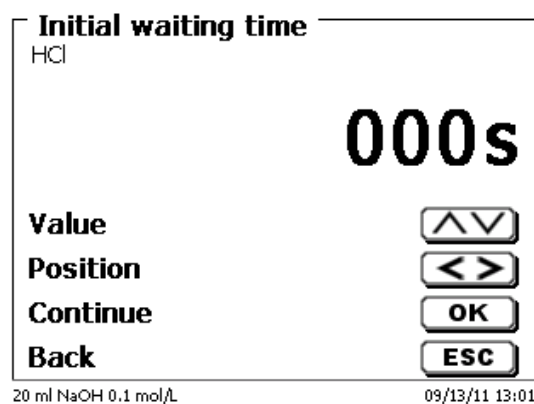 Initial waiting time
HCl
000s
Value
Position
Continue OK
Back ESC
20 ml NaOH 0.1 mol/L 09/13/11 13:01